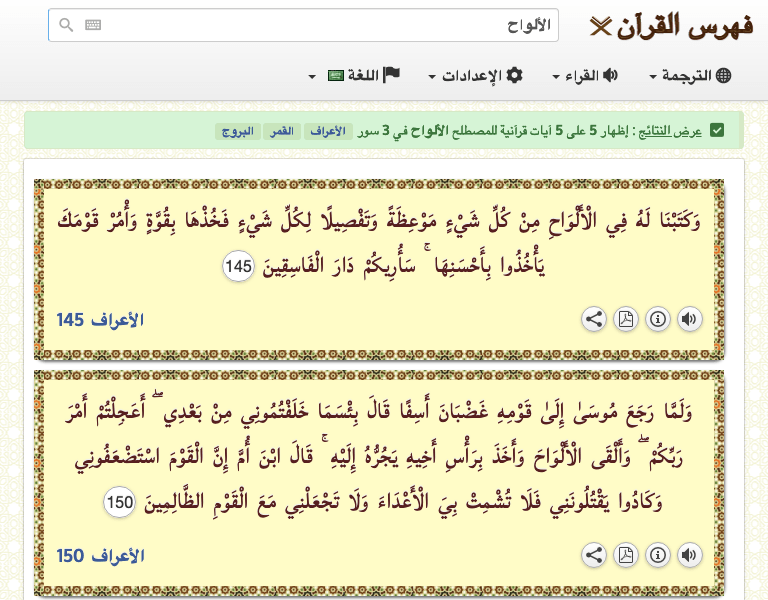 فهرس القرآن
الألواح
الترجمة
القراء
الإعدادات
اللغة
عرض النتائج : إظهار 5 على 5 آيات قرآنية للمصطلح الألواح في 3 سور الأعراف القمر البروج
وَكَتَبْنَا لَهُ فِي الْأَلْوَاحِ مِنْ كُلِّ شَيْءٍ مَوْعِظَةً وَتَفْصِيلًا لِكُلِّ شَيْءٍ فَخُذْهَا بِقُوَّةٍ وَأْمُرْ قَوْمَكَ
يَأْخُذُوا بِأَحْسَنِهَا ۚ سَأُرِيكُمْ دَارَ الْفَاسِقِينَ 145
الأعراف 145
وَلَمَّا رَجَعَ مُوسَىٰ إِلَىٰ قَوْمِهِ غَضْبَانَ أَسِفًا قَالَ بِئْسَمَا خَلَفْتُمُونِي مِنْ بَعْدِي ۖ أَعَجِلْتُمْ أَمْرَ
رَبِّكُمْ ۖ وَأَلْقَى الْأَلْوَاحَ وَأَخَذَ بِرَأْسِ أَخِيهِ يَجُرُّهُ إِلَيْهِ ۚ قَالَ ابْنَ أُمَّ إِنَّ الْقَوْمَ اسْتَضْعَفُونِي
وَكَادُوا يَقْتُلُونَنِي فَلَا تُشْمِتْ بِيَ الْأَعْدَاءَ وَلَا تَجْعَلْنِي مَعَ الْقَوْمِ الظَّالِمِينَ 150
الأعراف 150